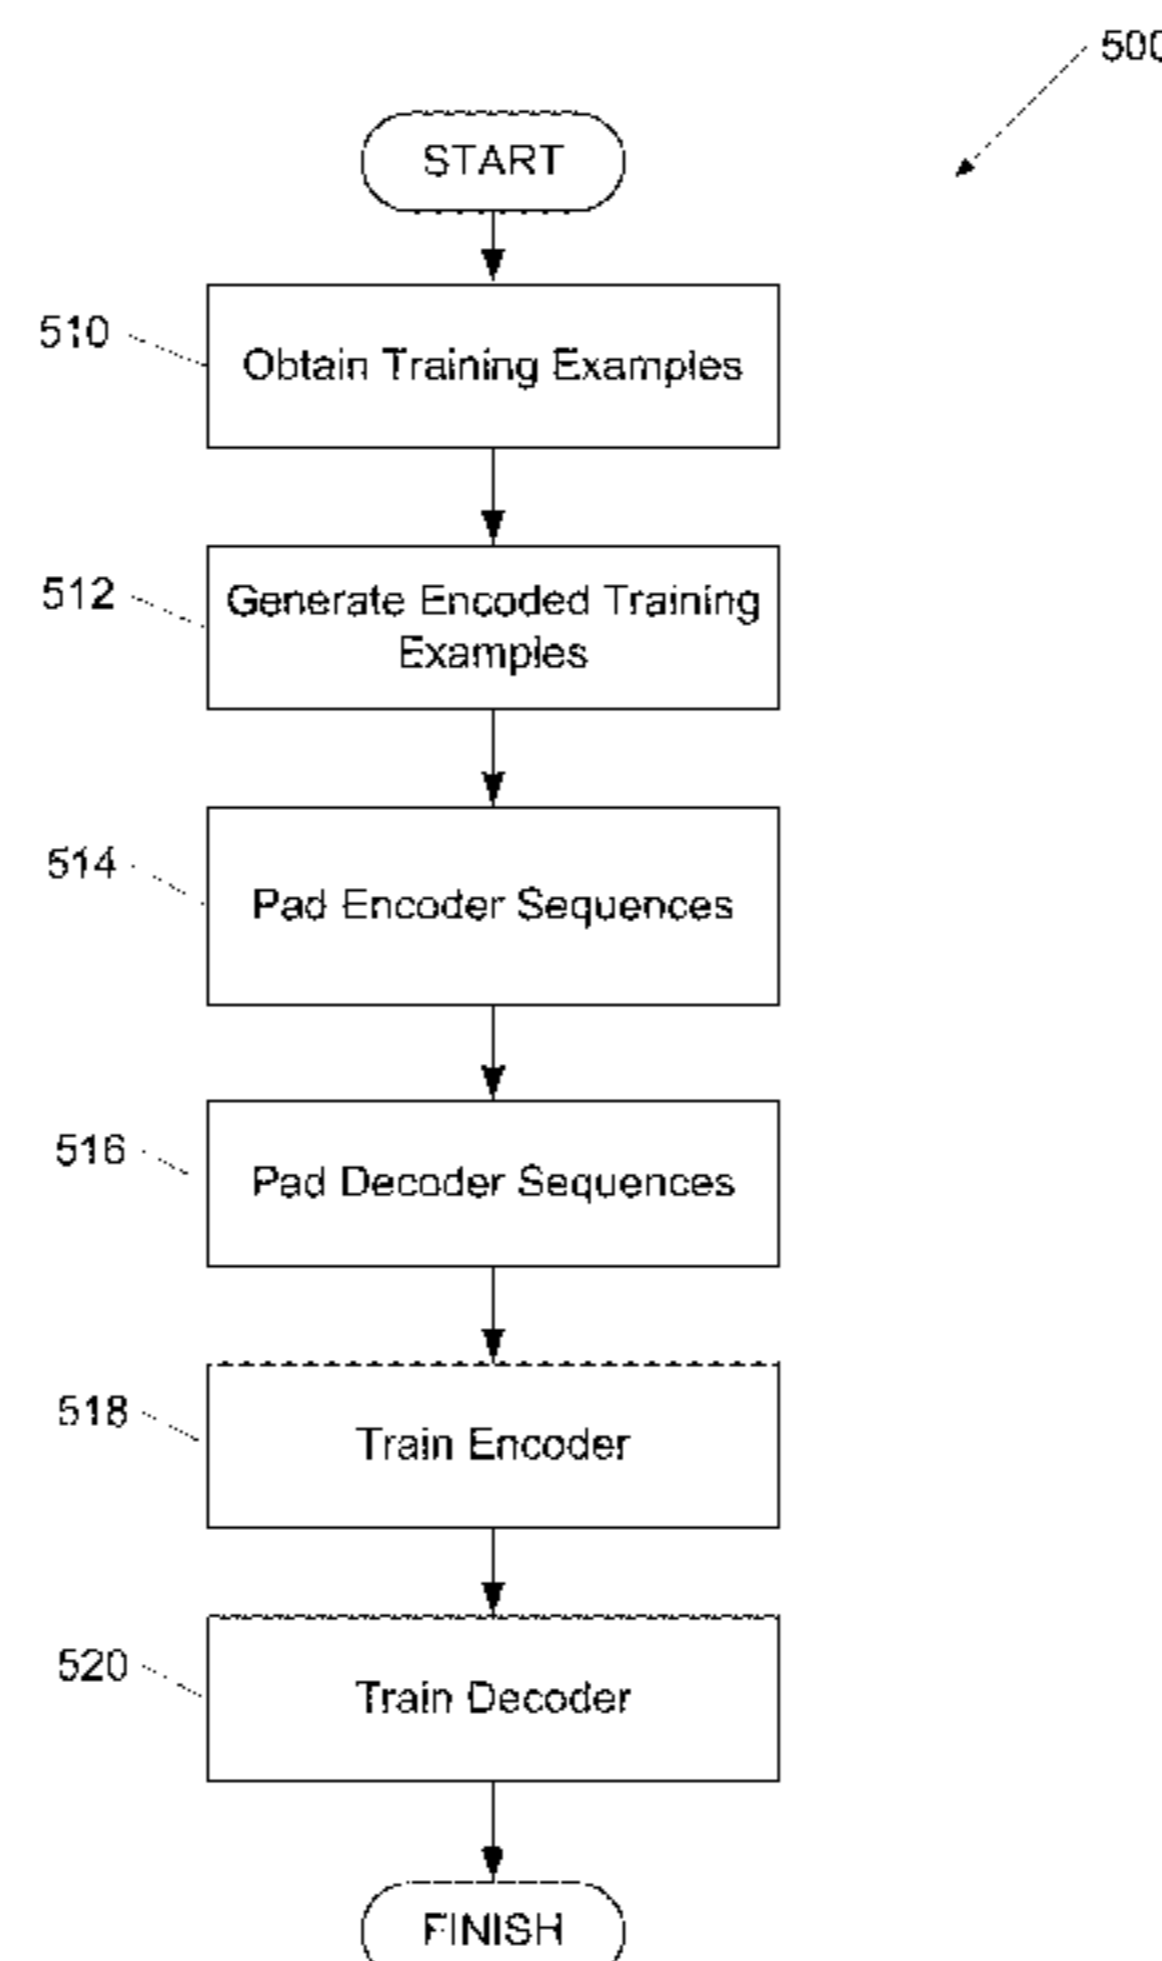 500
START
510
Obtain Training Examples
512
Generate Encoded Training
Examples
514
Pad Encoder Sequences
516
Pad Decoder Sequences
518
Train Encoder
520
Train Decoder
FINISH